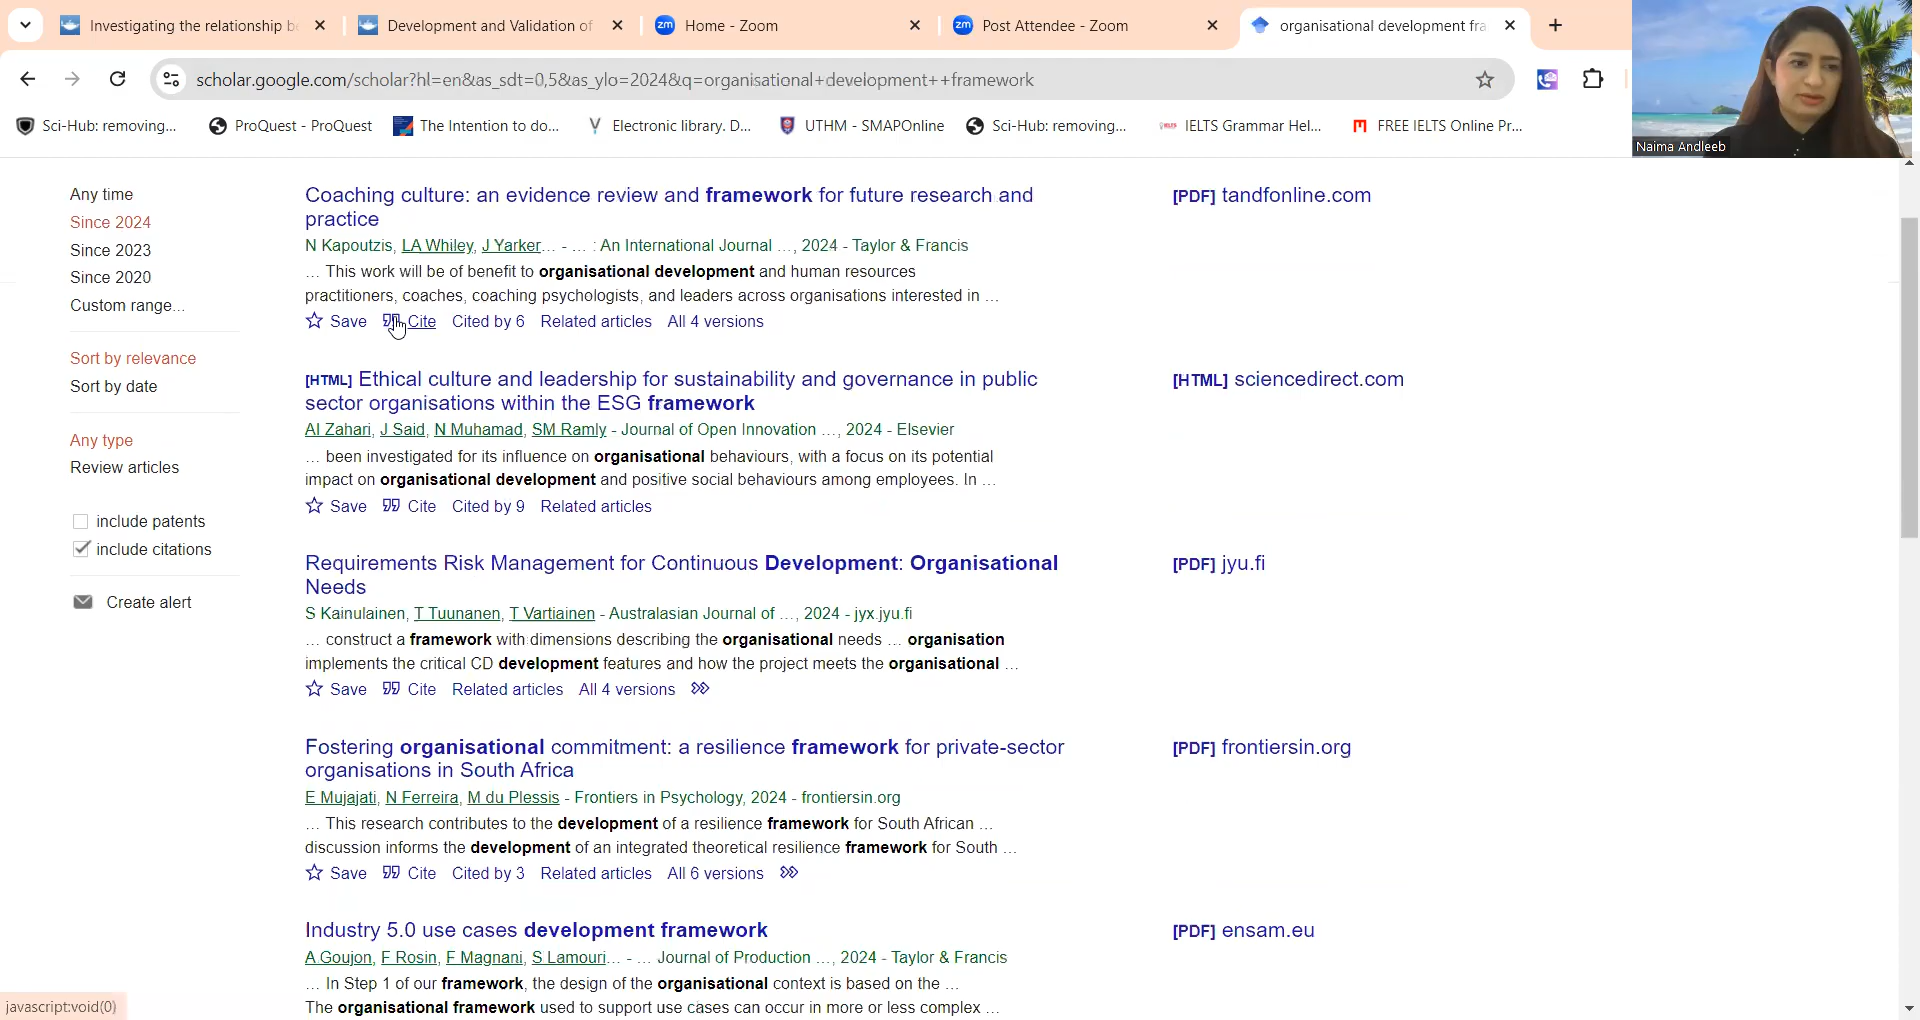 Investigating the relationship be
Development and Validation of
zm Home - Zoom
zm Post Attendee - Zoom
organisational development fra
scholar.google.com/scholar?hl=en&as_sdt=0,5&as_ylo=2024&q=organisational+development++framework
Sci-Hub: removing...
ProQuest - ProQuest
The Intention to do...
Electronic library. D...
UTHM - SMAPOnline
Sci-Hub: removing...
IELTS Grammar Hel...
FREE IELTS Online Pr...
Naima Andleeb
Any time
Since 2024
Since 2023
Since 2020
Custom range...
Sort by relevance
Sort by date
Any type
Review articles
include patents
include citations
Create alert
Coaching culture: an evidence review and framework for future research and
practice
N Kapoutzis, LA Whiley, J Yarker... - ... : An International Journal ..., 2024 - Taylor & Francis
... This work will be of benefit to organisational development and human resources
practitioners, coaches, coaching psychologists, and leaders across organisations interested in ...
Save Cite Cited by 6 Related articles All 4 versions
[PDF] tandfonline.com
[HTML] Ethical culture and leadership for sustainability and governance in public
sector organisations within the ESG framework
AI Zahari, J Said, N Muhamad, SM Ramly - Journal of Open Innovation ..., 2024 - Elsevier
... been investigated for its influence on organisational behaviours, with a focus on its potential
impact on organisational development and positive social behaviours among employees. In ...
Save Cite Cited by 9 Related articles
[HTML] sciencedirect.com
Requirements Risk Management for Continuous Development: Organisational
Needs
S Kainulainen, T Tuunanen, T Vartiainen - Australasian Journal of ..., 2024 - jyx.jyu.fi
... construct a framework with dimensions describing the organisational needs ... organisation
implements the critical CD development features and how the project meets the organisational ...
Save Cite Related articles All 4 versions
[PDF] jyu.fi
Fostering organisational commitment: a resilience framework for private-sector
organisations in South Africa
E Mujajati, N Ferreira, M du Plessis - Frontiers in Psychology, 2024 - frontiersin.org
... This research contributes to the development of a resilience framework for South African ...
discussion informs the development of an integrated theoretical resilience framework for South ...
Save Cite Cited by 3 Related articles All 6 versions
[PDF] frontiersin.org
Industry 5.0 use cases development framework
A Goujon, F Rosin, F Magnani, S Lamouri... - ... Journal of Production ..., 2024 - Taylor & Francis
... In Step 1 of our framework, the design of the organisational context is based on the ...
The organisational framework used to support use cases can occur in more or less complex ...
[PDF] ensam.eu
javascript:void(0)